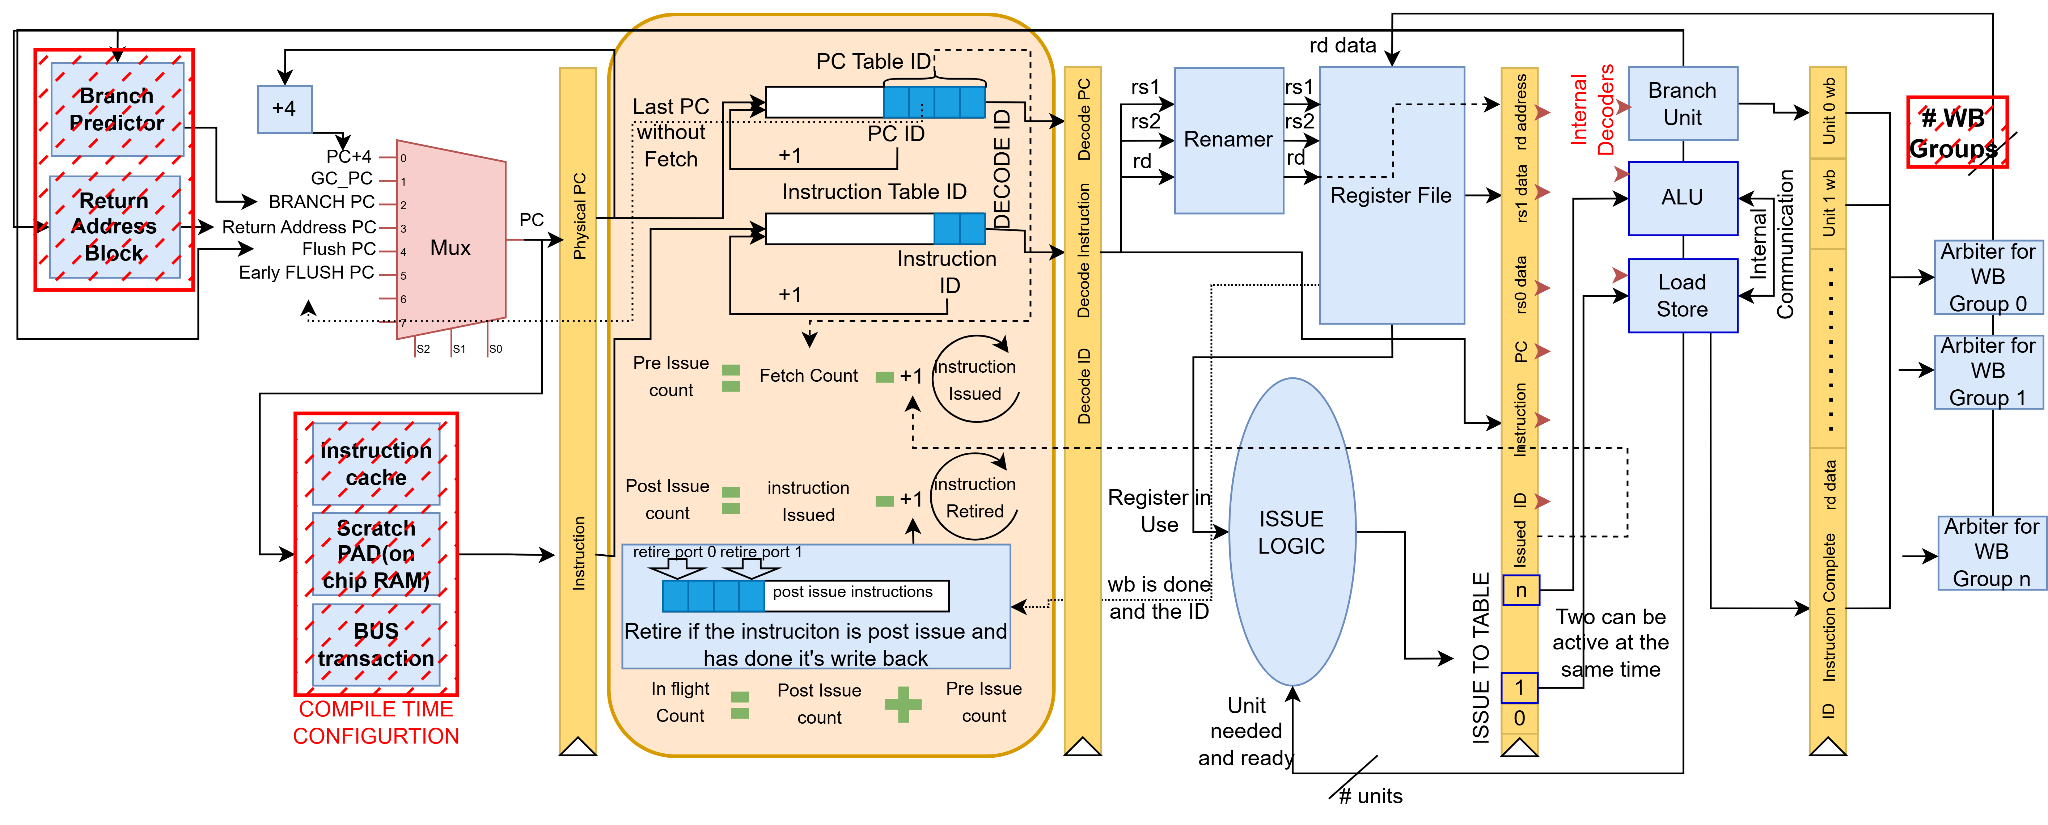 Branch
Predictor
Return
Address
Block
+4
PC+4
GC_PC
BRANCH PC
Return Address PC
Flush PC
Early FLUSH PC
0
1
2
3
4
5
6
7
Mux
S2
S1
S0
PC
Instruction
cache
Scratch
PAD(on
chip RAM)
BUS
transaction
COMPILE TIME
CONFIGURTION
Physical PC
Instruction
PC Table ID
Last PC
without
Fetch
PC ID
+1
Instruction Table ID
DECODE ID
Instruction
ID
+1
Pre Issue
count
Fetch Count
+1
Instruction
Issued
Post Issue
count
instruction
Issued
+1
Instruction
Retired
retire port 0
retire port 1
post issue instructions
Retire if the instruciton is post issue and
has done it's write back
In flight
Count
Post Issue
count
Pre Issue
count
Decode PC
Decode Instruction
Decode ID
rs1
rs2
rd
Renamer
rs1
rs2
rd
rd data
Register File
Register in
Use
wb is done
and the ID
ISSUE
LOGIC
Unit
needed
and ready
# units
rd address
rs1 data
rs0 data
PC
Instruction
Issued ID
n
1
0
ISSUE TO TABLE
Internal
Decoders
Branch
Unit
ALU
Load
Store
Internal
Communication
Two can be
active at the
same time
Unit 0 wb
Unit 1 wb
rd data
Instruction Complete
ID
# WB
Groups
Arbiter for
WB
Group 0
Arbiter for
WB
Group 1
Arbiter for
WB
Group n